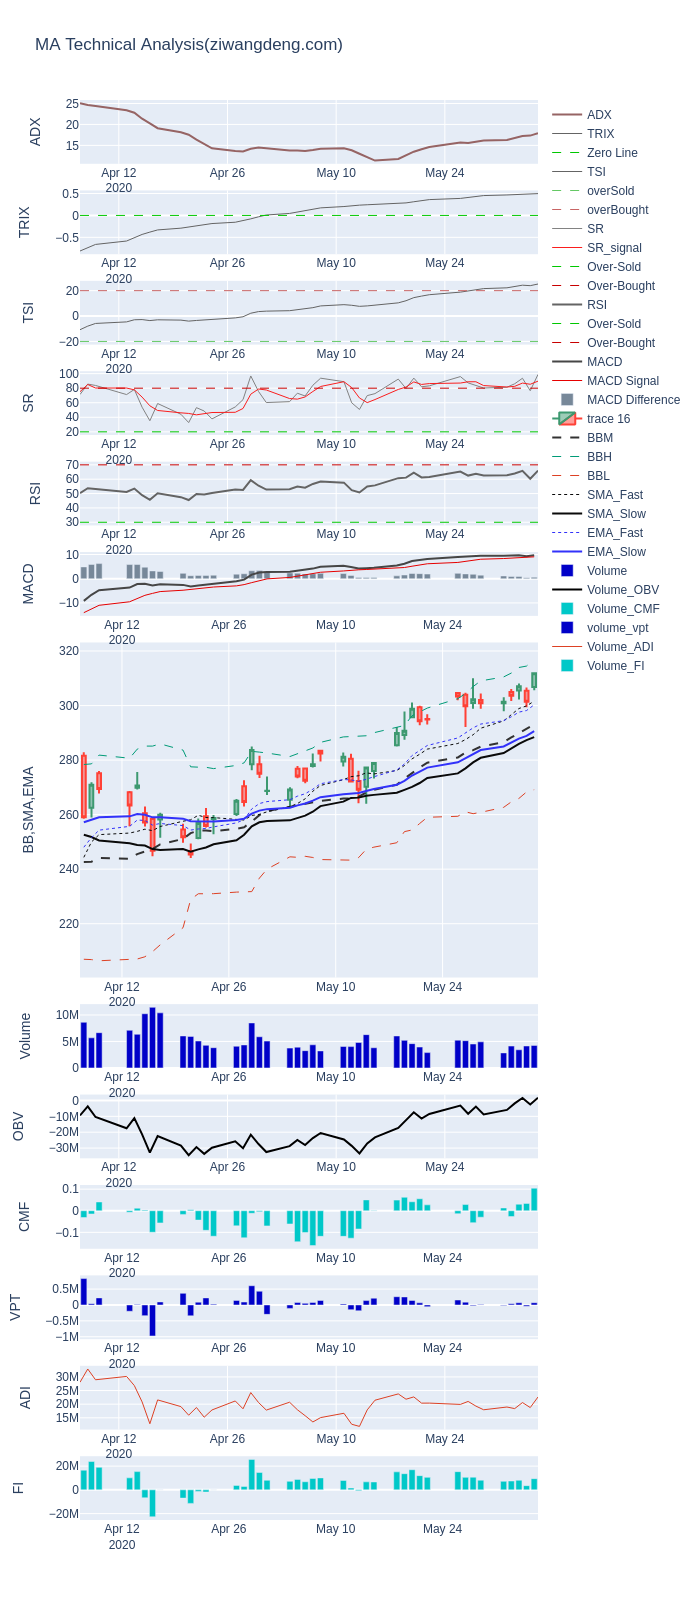 MA Technical Analysis(ziwangdeng.com)
ADX
25
20
15
Apr 12
2020
Apr 26
May 10
May 24
TRIX
0.5
0
−0.5
Apr 12
2020
Apr 26
May 10
May 24
TSI
20
0
−20
Apr 12
2020
Apr 26
May 10
May 24
SR
100
80
60
40
20
Apr 12
2020
Apr 26
May 10
May 24
RSI
70
60
50
40
30
Apr 12
2020
Apr 26
May 10
May 24
MACD
10
0
−10
Apr 12
2020
Apr 26
May 10
May 24
BB,SMA,EMA
320
300
280
260
240
220
Apr 12
2020
Apr 26
May 10
May 24
Volume
10M
5M
0
Apr 12
2020
Apr 26
May 10
May 24
OBV
0
−10M
−20M
−30M
Apr 12
2020
Apr 26
May 10
May 24
CMF
0.1
0
−0.1
Apr 12
2020
Apr 26
May 10
May 24
VPT
0.5M
0
−0.5M
−1M
Apr 12
2020
Apr 26
May 10
May 24
ADI
30M
25M
20M
15M
Apr 12
2020
Apr 26
May 10
May 24
FI
20M
0
−20M
Apr 12
2020
Apr 26
May 10
May 24
ADX
TRIX
Zero Line
TSI
overSold
overBought
SR
SR_signal
Over-Sold
Over-Bought
RSI
Over-Sold
Over-Bought
MACD
MACD Signal
MACD Difference
trace 16
BBM
BBH
BBL
SMA_Fast
SMA_Slow
EMA_Fast
EMA_Slow
Volume
Volume_OBV
Volume_CMF
volume_vpt
Volume_ADI
Volume_FI